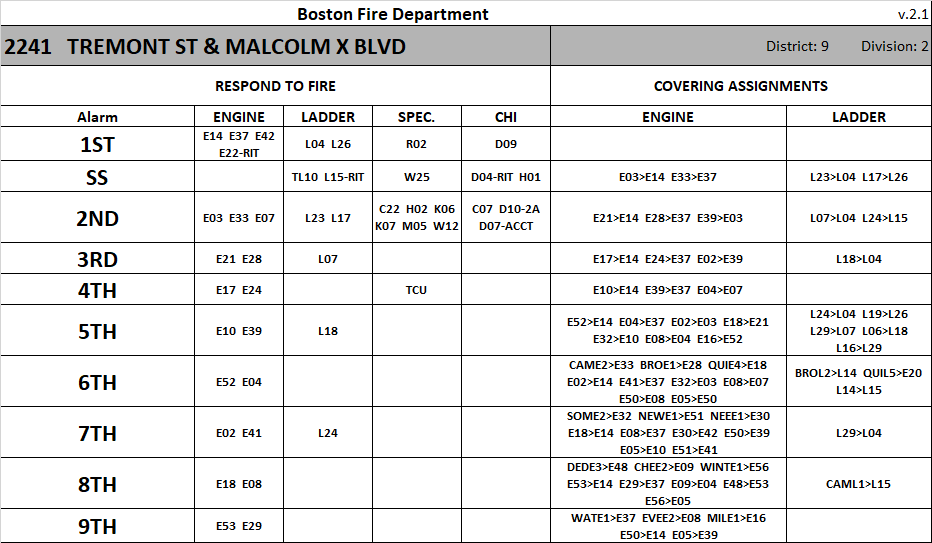 Boston Fire Department v.2.1
2241 TREMONT ST & MALCOLM X BLVD District: 9 Division: 2
RESPOND TO FIRE COVERING ASSIGNMENTS
Alarm ENGINE LADDER SPEC. CHI ENGINE LADDER
1ST E14 E37 E42 L04 L26 R02 D09
E22-RIT
SS TL10 L15-RIT W25 D04-RIT H01 E03>E14 E33>E37 L23>L04 L17>L26
2ND E03 E33 E07 L23 L17 C22 H02 K06 C07 D10-2A E21>E14 E28>E37 E39>E03 L07>L04 L24>L15
K07 M05 W12 D07-ACCT
3RD E21 E28 L07 E17>E14 E24>E37 E02>E39 L18>L04
4TH E17 E24 TCU E10>E14 E39>E37 E04>E07
5TH E10 E39 L18 E52>E14 E04>E37 E02>E03 E18>E21 L24>L04 L19>L26
E32>E10 E08>E04 E16>E52 L29>L07 L06>L18
L16>L29
6TH E52 E04 CAME2>E33 BROE1>E28 QUIE4>E18 BROL2>L14 QUIL5>E20
E02>E14 E41>E37 E32>E03 E08>E07 L14>L15
E50>E08 E05>E50
7TH E02 E41 L24 SOME2>E32 NEWE1>E51 NEEE1>E30 L29>L04
E18>E14 E08>E37 E30>E42 E50>E39
E05>E10 E51>E41
8TH E18 E08 DEDE3>E48 CHEE2>E09 WINTE1>E56 CAML1>L15
E53>E14 E29>E37 E09>E04 E48>E53
E56>E05
9TH E53 E29 WATE1>E37 EVEE2>E08 MILE1>E16
E50>E14 E05>E39